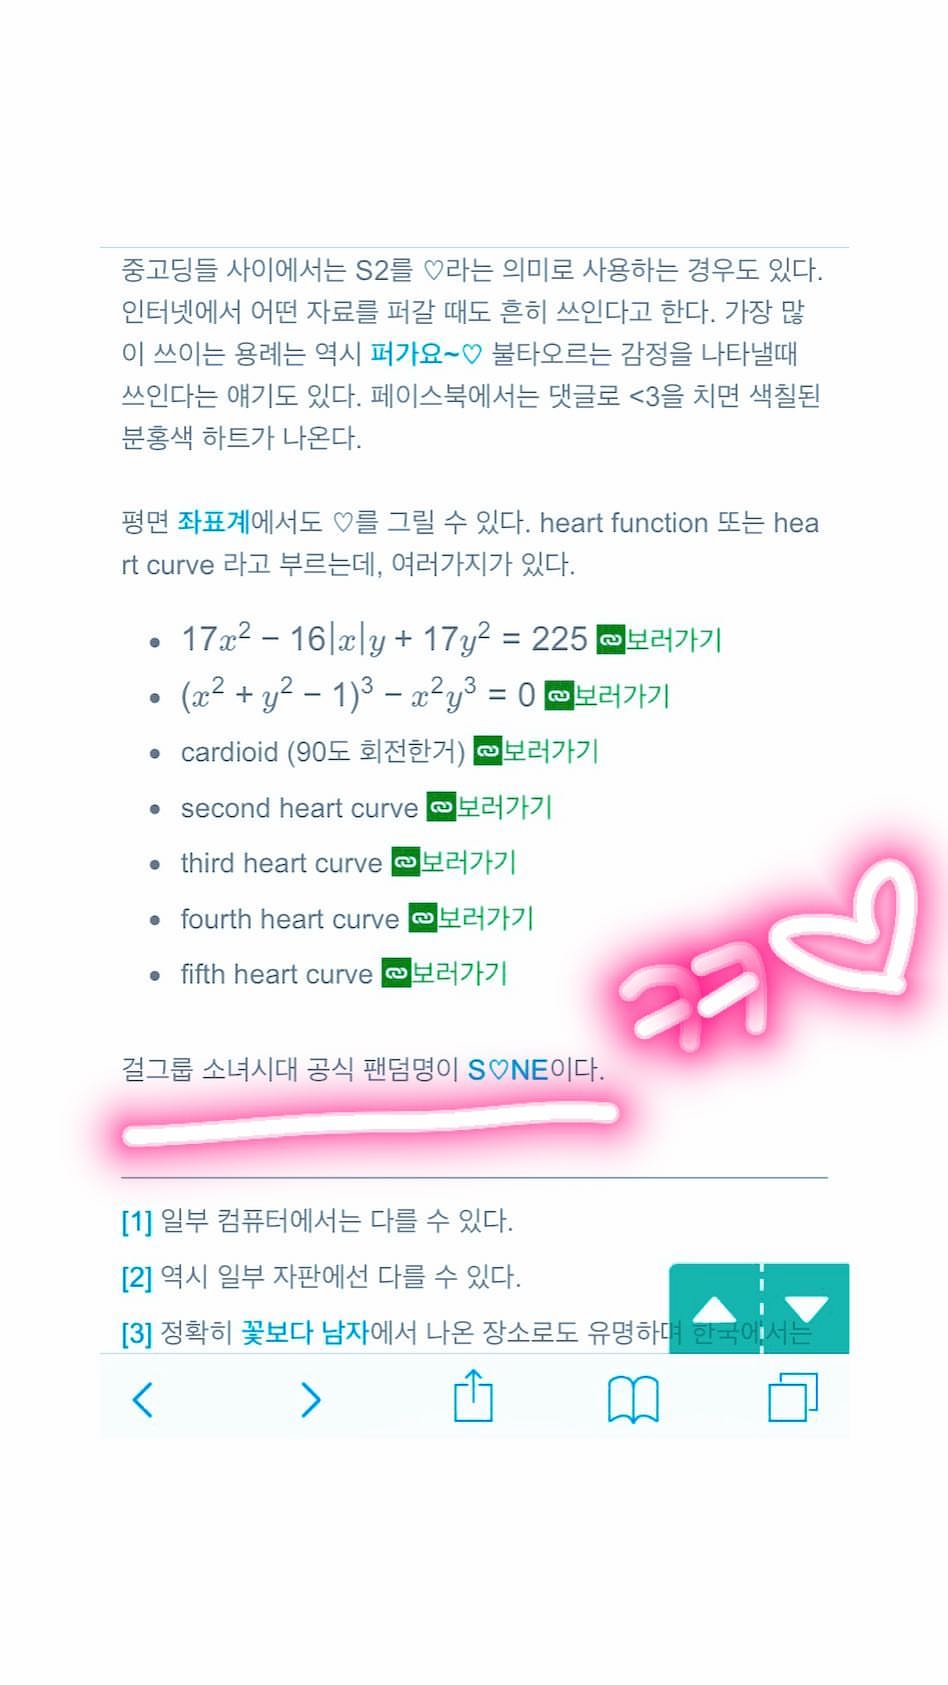 중고딩들 사이에서는 S2를 ♡라는 의미로 사용하는 경우도 있다.
인터넷에서 어떤 자료를 퍼갈 때도 흔히 쓰인다고 한다. 가장 많
이 쓰이는 용례는 역시 퍼가요~♡ 불타오르는 감정을 나타낼때
쓰인다는 얘기도 있다. 페이스북에서는 댓글로 <3을 치면 색칠된
분홍색 하트가 나온다.
평면 좌표계에서도 ♡를 그릴 수 있다. heart function 또는 hea
rt curve 라고 부르는데, 여러가지가 있다.
• 17x² − 16|x|y + 17y² = 225 보러가기
• (x² + y² − 1)³ − x²y³ = 0 보러가기
• cardioid (90도 회전한거) 보러가기
• second heart curve 보러가기
• third heart curve 보러가기
• fourth heart curve 보러가기
• fifth heart curve 보러가기
ㅋㅋ♡
걸그룹 소녀시대 공식 팬덤명이 S♡NE이다.
[1] 일부 컴퓨터에서는 다를 수 있다.
[2] 역시 일부 자판에선 다를 수 있다.
[3] 정확히 꽃보다 남자에서 나온 장소로도 유명하며 한국에서는